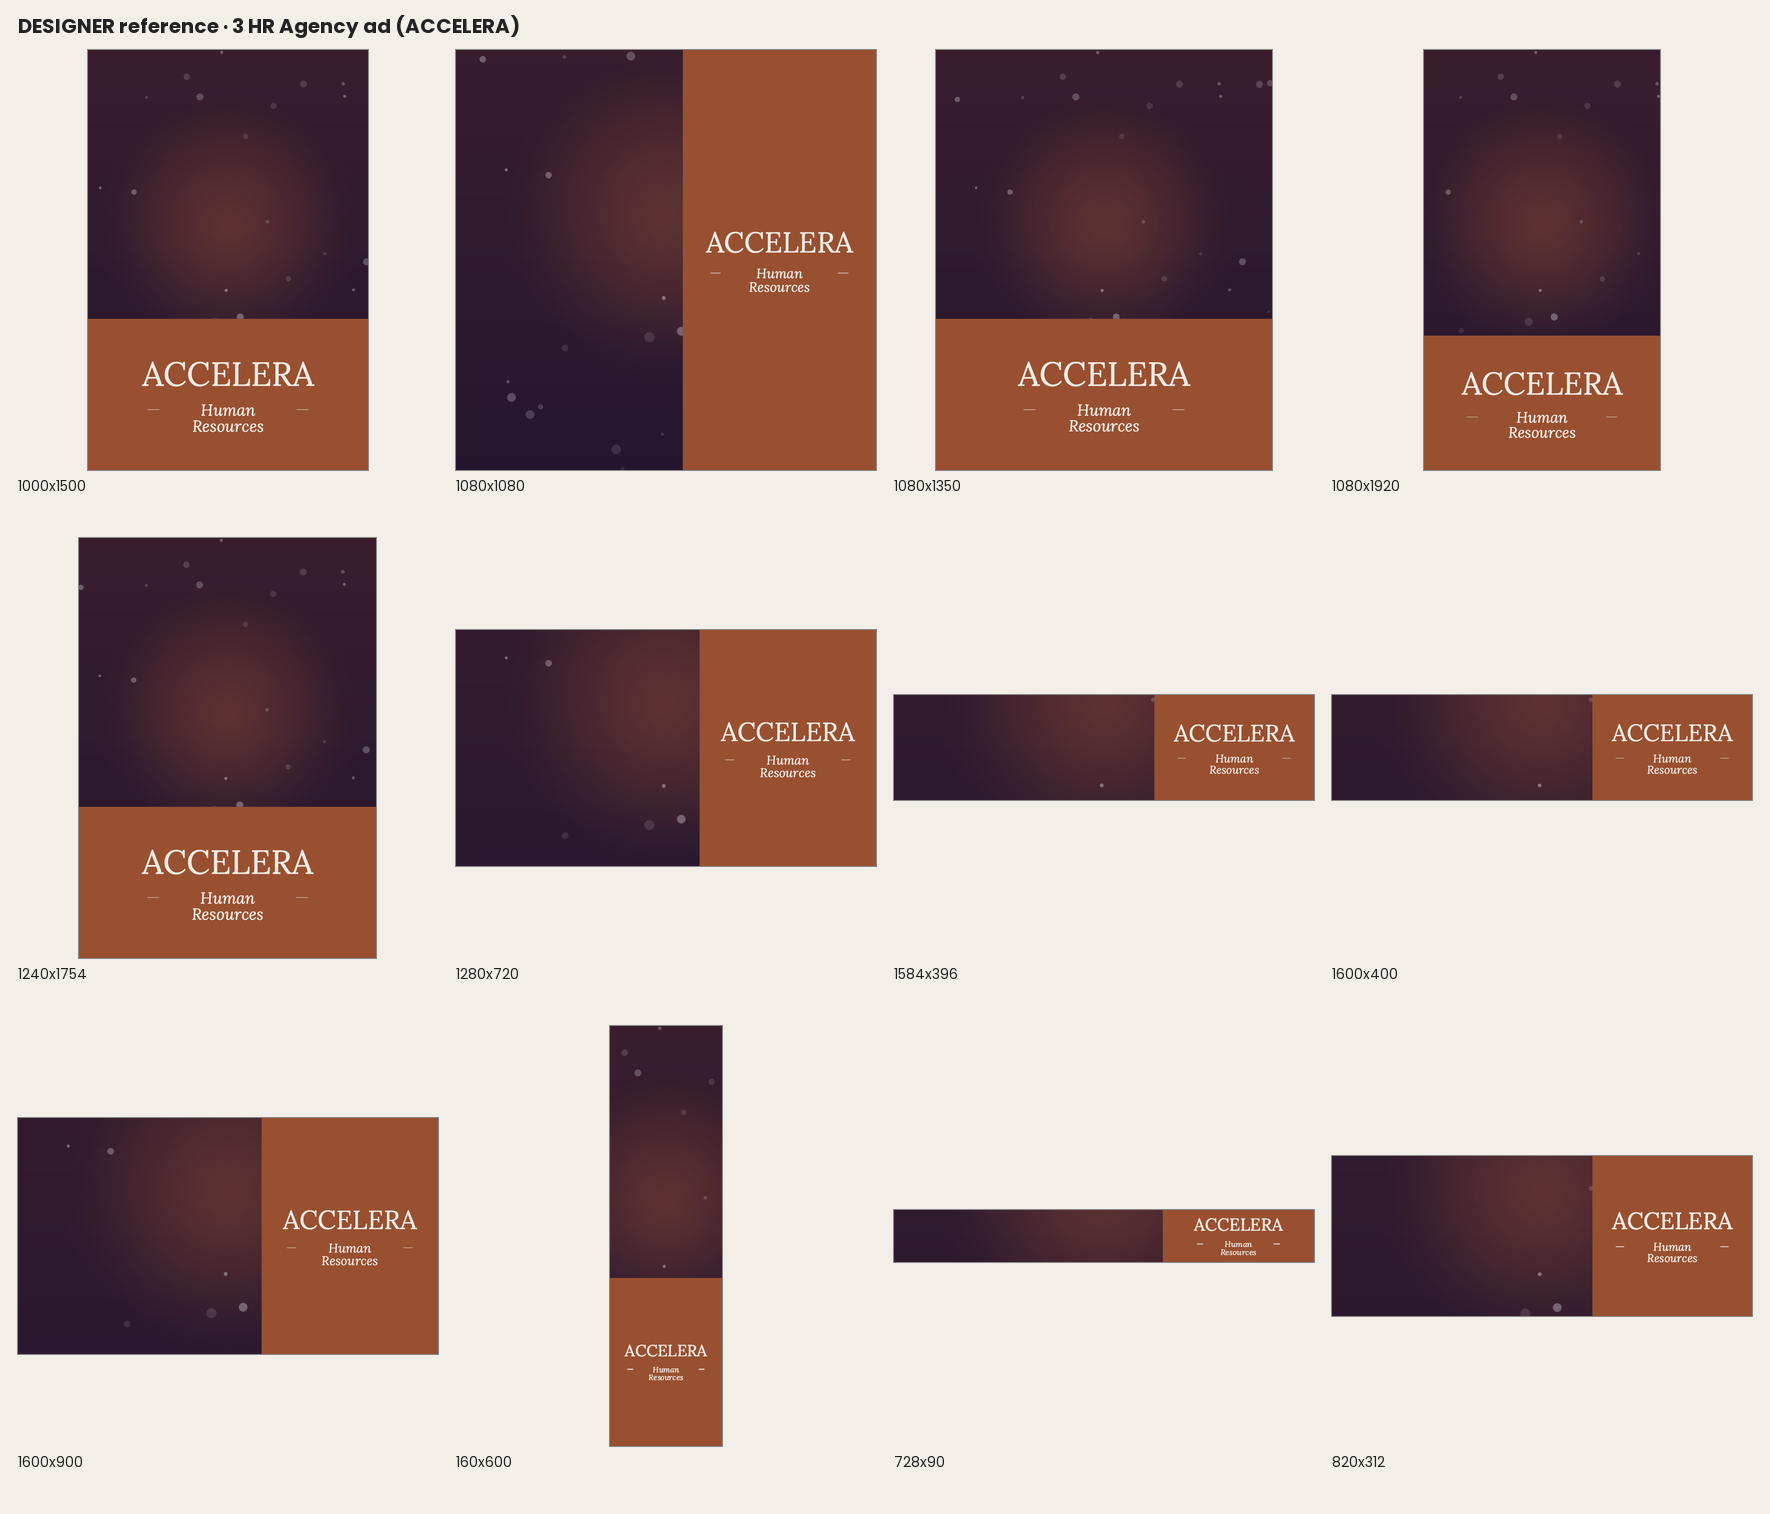 DESIGNER reference · 3 HR Agency ad (ACCELERA)
ACCELERA
— Human —
Resources
1000x1500
ACCELERA
— Human —
Resources
1080x1080
ACCELERA
— Human —
Resources
1080x1350
ACCELERA
— Human —
Resources
1080x1920
ACCELERA
— Human —
Resources
1240x1754
ACCELERA
— Human —
Resources
1280x720
ACCELERA
— Human —
Resources
1584x396
ACCELERA
— Human —
Resources
1600x400
ACCELERA
— Human —
Resources
1600x900
ACCELERA
— Human —
Resources
160x600
ACCELERA
— Human —
Resources
728x90
ACCELERA
— Human —
Resources
820x312